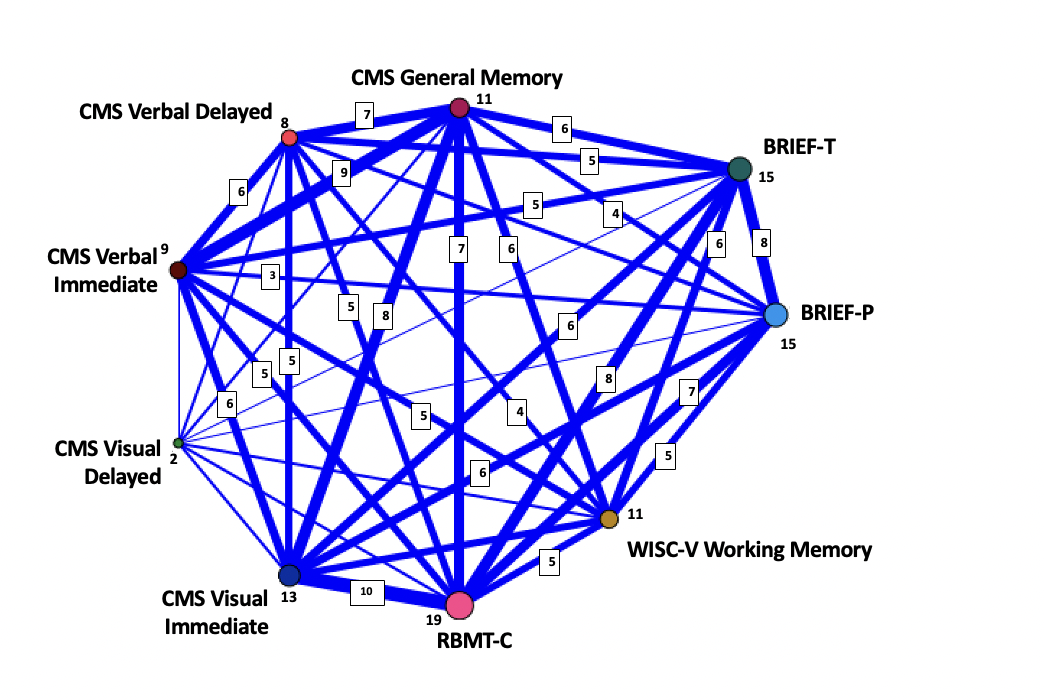 CMS General Memory
11
CMS Verbal Delayed
8
7
6
BRIEF-T
15
5
9
6
5
4
CMS Verbal
Immediate
9
3
7
6
6
8
BRIEF-P
15
5
8
6
5
5
8
7
6
5
4
CMS Visual
Delayed
2
5
6
11
WISC-V Working Memory
5
10
CMS Visual
Immediate
13
19
RBMT-C